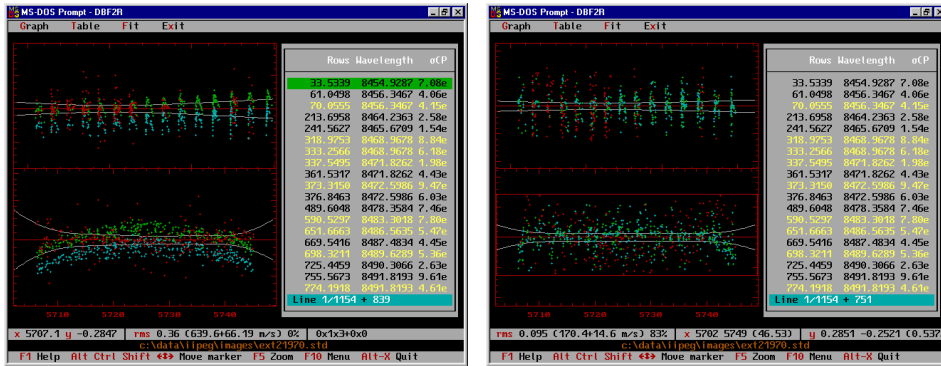 MS-DOS Prompt - DBF2R
Graph Table Fit Exit
Rows Wavelength σ(P
33.5339 8454.9287 7.08e
61.0498 8456.3467 4.06e
70.0555 8456.3467 4.15e
213.6958 8464.2363 2.58e
241.5627 8465.6709 1.54e
318.9753 8468.9678 8.84e
333.2566 8468.9678 6.18e
337.5495 8471.8262 1.98e
361.5317 8471.8262 4.43e
373.3150 8472.5986 9.47e
376.8463 8472.5986 6.03e
489.6048 8478.3584 7.46e
590.5297 8483.3018 7.80e
651.6663 8486.5635 5.47e
669.5416 8487.4834 4.45e
698.3211 8489.6289 5.36e
725.4459 8490.3066 2.63e
755.5673 8491.8193 9.61e
774.1918 8491.8193 4.61e
Line 1/1154 + 839
5710 5720 5730 5740
x 5707.1 y -0.2847 rms 0.36 (639.6+66.19 m/s) 0% 0x1x3+0x0
c:\data\iipeg\images\ext21970.std
F1 Help Alt Ctrl Shift Move marker F5 Zoom F10 Menu Alt-X Quit
MS-DOS Prompt - DBF2R
Graph Table Fit Exit
Rows Wavelength σ(P
33.5339 8454.9287 7.08e
61.0498 8456.3467 4.06e
70.0555 8456.3467 4.15e
213.6958 8464.2363 2.58e
241.5627 8465.6709 1.54e
318.9753 8468.9678 8.84e
333.2566 8468.9678 6.18e
337.5495 8471.8262 1.98e
361.5317 8471.8262 4.43e
373.3150 8472.5986 9.47e
376.8463 8472.5986 6.03e
489.6048 8478.3584 7.46e
590.5297 8483.3018 7.80e
651.6663 8486.5635 5.47e
669.5416 8487.4834 4.45e
698.3211 8489.6289 5.36e
725.4459 8490.3066 2.63e
755.5673 8491.8193 9.61e
774.1918 8491.8193 4.61e
Line 1/1154 + 751
5710 5720 5730 5740
rms 0.095 (170.4+14.6 m/s) 83% x 5702 5749 (46.53) y 0.2851 -0.2521 (0.537
c:\data\iipeg\images\ext21970.std
F1 Help Alt Ctrl Shift Move marker F5 Zoom F10 Menu Alt-X Quit